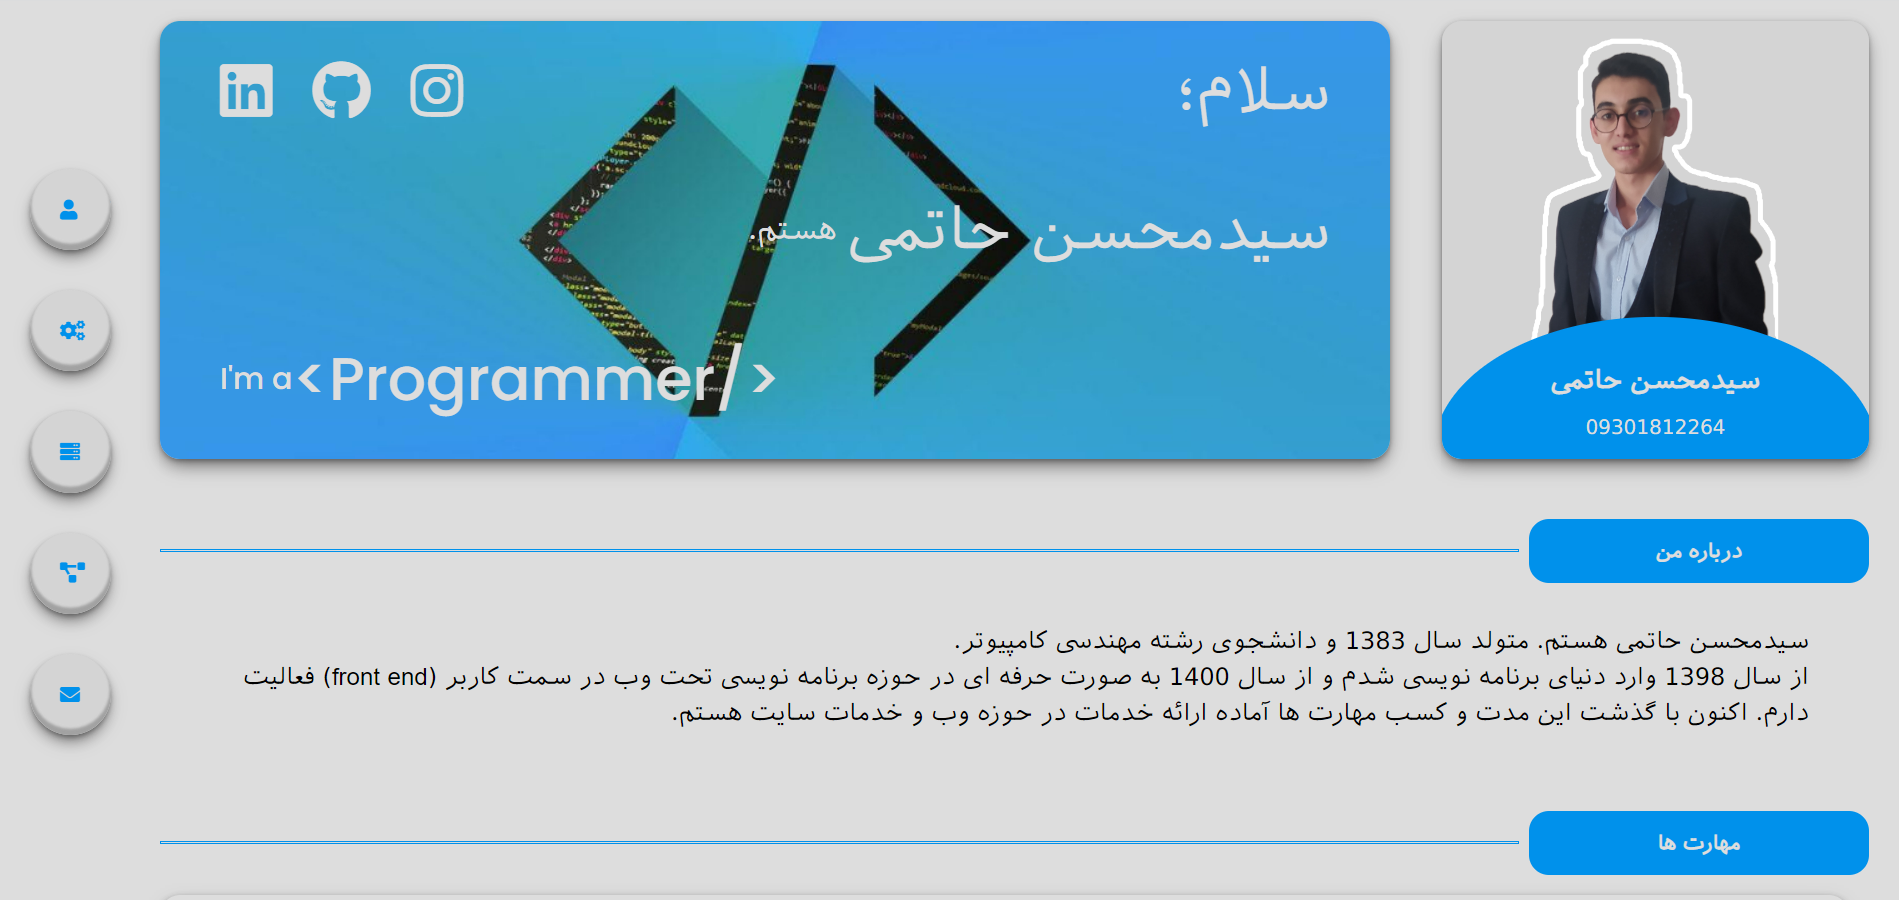 سلام؛
سیدمحسن حاتمی هستم.
I'm a <Programmer/>
سیدمحسن حاتمی
09301812264
درباره من
سیدمحسن حاتمی هستم. متولد سال 1383 و دانشجوی رشته مهندسی کامپیوتر.
از سال 1398 وارد دنیای برنامه نویسی شدم و از سال 1400 به صورت حرفه ای در حوزه برنامه نویسی تحت وب در سمت کاربر (front end) فعالیت
دارم. اکنون با گذشت این مدت و کسب مهارت ها آماده ارائه خدمات در حوزه وب و خدمات سایت هستم.
مهارت ها